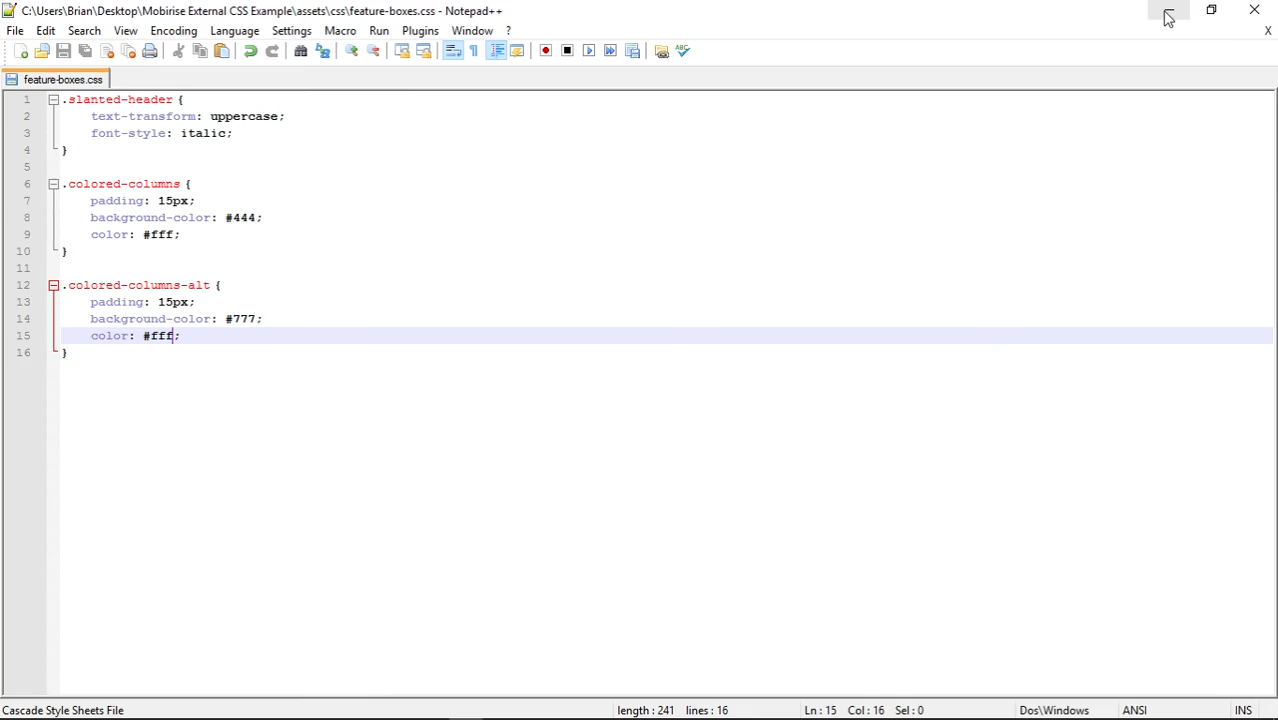 C:\Users\Brian\Desktop\Mobirise External CSS Example\assets\css\feature-boxes.css - Notepad++
File Edit Search View Encoding Language Settings Macro Run Plugins Window ? X
feature-boxes.css
1 .slanted-header {
2 text-transform: uppercase;
3 font-style: italic;
4 }
5
6 .colored-columns {
7 padding: 15px;
8 background-color: #444;
9 color: #fff;
10 }
11
12 .colored-columns-alt {
13 padding: 15px;
14 background-color: #777;
15 color: #fff;
16 }
Cascade Style Sheets File length : 241 lines : 16 Ln : 15 Col : 16 Sel : 0 Dos\Windows ANSI INS